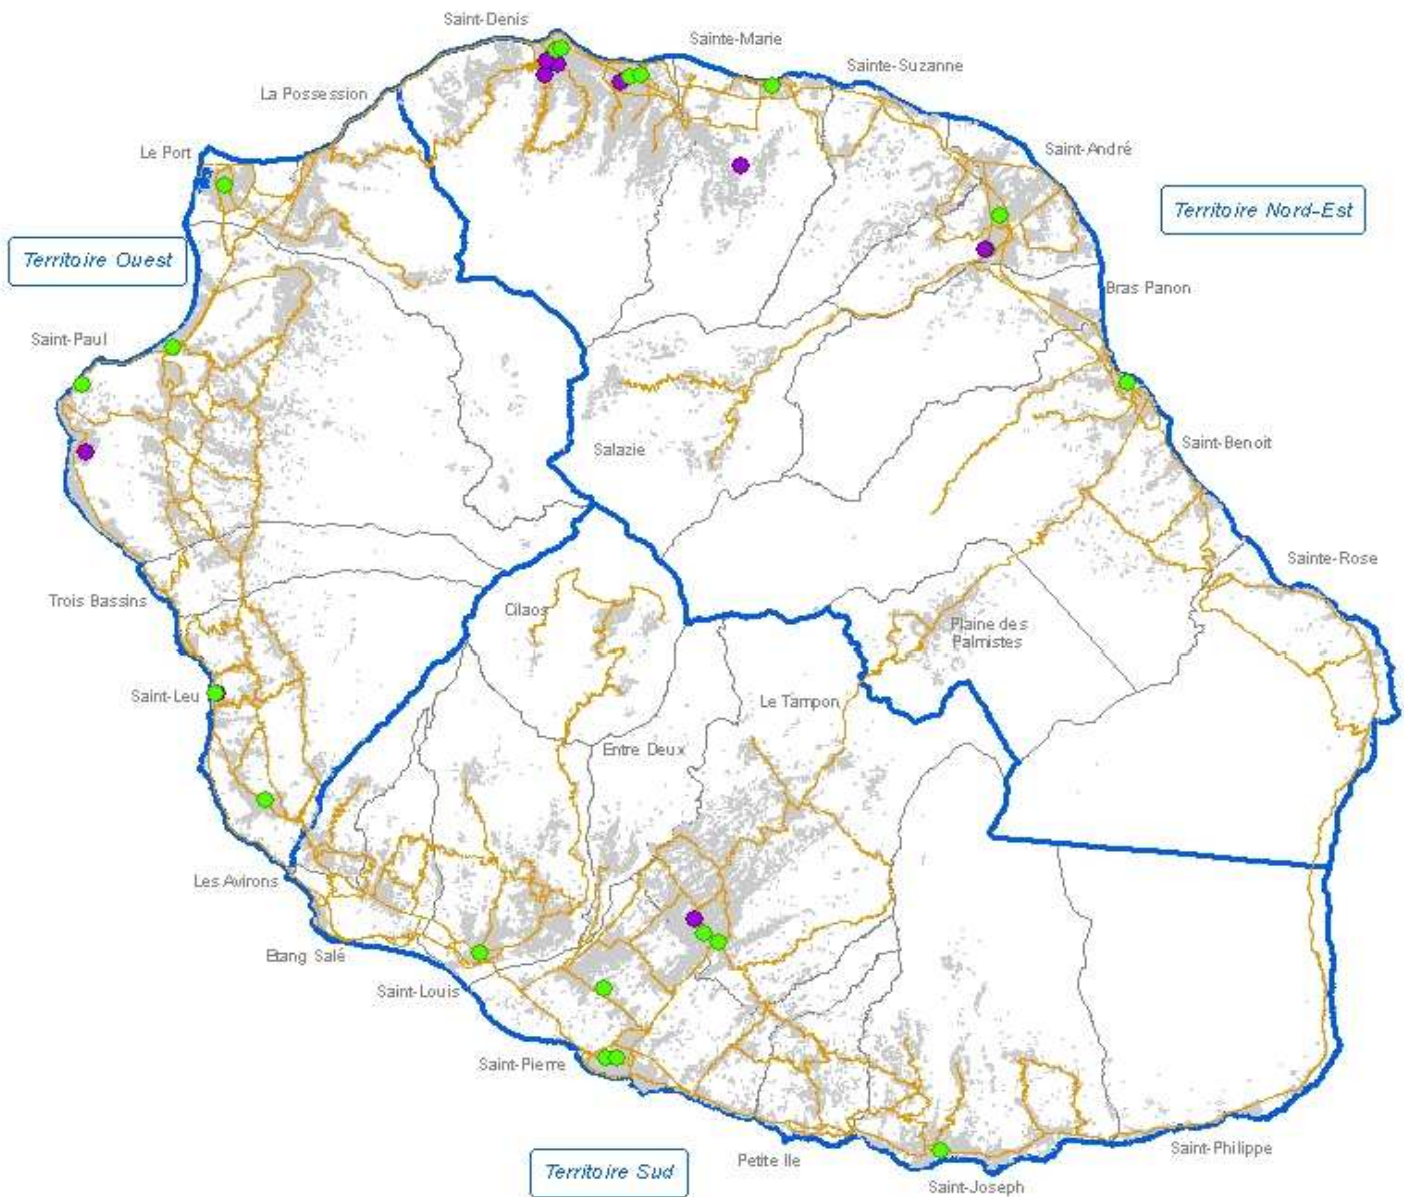 Saint-Denis
Sainte-Marie
Sainte-Suzanne
La Possession
Le Port
Saint-André
Territoire Nord-Est
Territoire Ouest
Bras Panon
Saint-Paul
Salazie
Saint-Benoit
Sainte-Rose
Trois Bassins
Cilaos
Plaine des
Palmistes
Saint-Leu
Le Tampon
Entre Deux
Les Avirons
Etang Salé
Saint-Louis
Saint-Pierre
Saint-Philippe
Petite Ile
Territoire Sud
Saint-Joseph